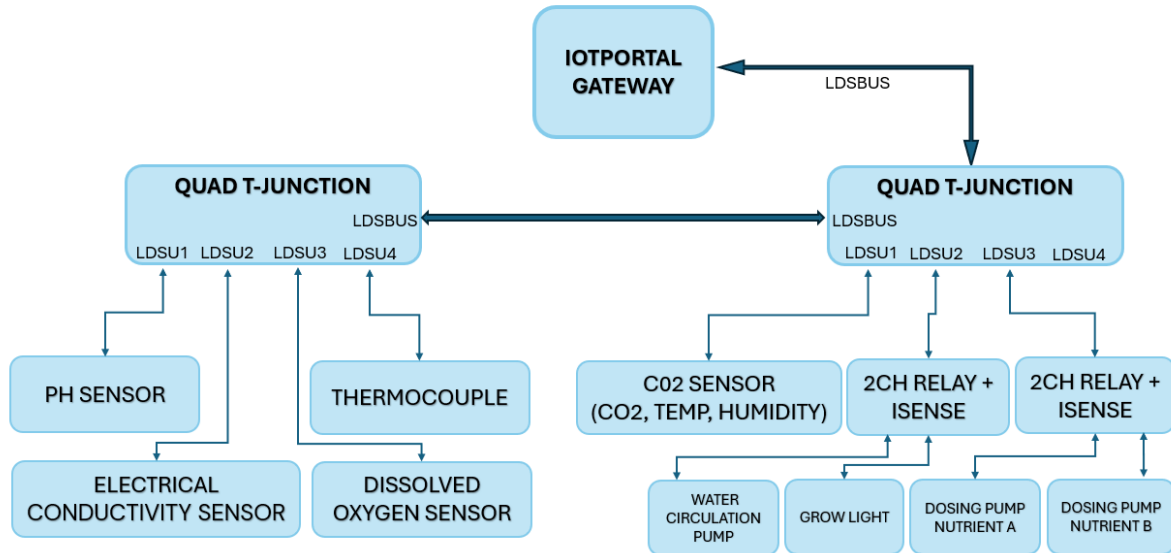 IOTPORTAL
GATEWAY
LDSBUS
QUAD T-JUNCTION
LDSBUS
LDSU1 LDSU2 LDSU3 LDSU4
QUAD T-JUNCTION
LDSBUS
LDSU1 LDSU2 LDSU3 LDSU4
PH SENSOR
THERMOCOUPLE
ELECTRICAL
CONDUCTIVITY SENSOR
DISSOLVED
OXYGEN SENSOR
C02 SENSOR
(CO2, TEMP, HUMIDITY)
2CH RELAY +
ISENSE
2CH RELAY +
ISENSE
WATER
CIRCULATION
PUMP
GROW LIGHT
DOSING PUMP
NUTRIENT A
DOSING PUMP
NUTRIENT B